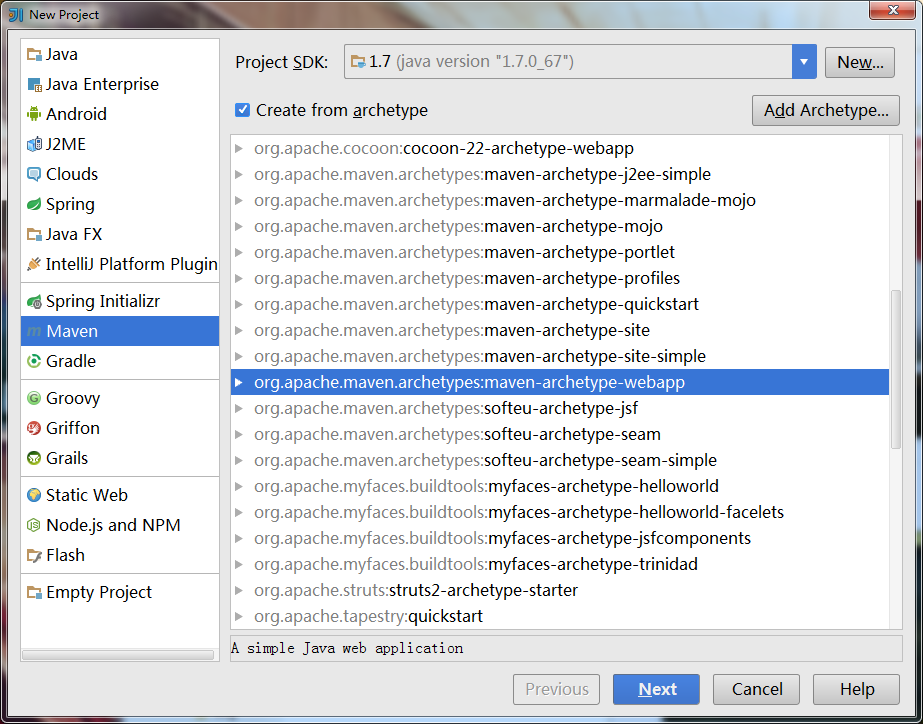 New Project
Java
Java Enterprise
Android
J2ME
Clouds
Spring
Java FX
IntelliJ Platform Plugin
Spring Initializr
Maven
Gradle
Groovy
Griffon
Grails
Static Web
Node.js and NPM
Flash
Empty Project
Project SDK: 1.7 (java version "1.7.0_67") New...
Create from archetype Add Archetype...
org.apache.cocoon:cocoon-22-archetype-webapp
org.apache.maven.archetypes:maven-archetype-j2ee-simple
org.apache.maven.archetypes:maven-archetype-marmalade-mojo
org.apache.maven.archetypes:maven-archetype-mojo
org.apache.maven.archetypes:maven-archetype-portlet
org.apache.maven.archetypes:maven-archetype-profiles
org.apache.maven.archetypes:maven-archetype-quickstart
org.apache.maven.archetypes:maven-archetype-site
org.apache.maven.archetypes:maven-archetype-site-simple
org.apache.maven.archetypes:maven-archetype-webapp
org.apache.maven.archetypes:softeu-archetype-jsf
org.apache.maven.archetypes:softeu-archetype-seam
org.apache.maven.archetypes:softeu-archetype-seam-simple
org.apache.myfaces.buildtools:myfaces-archetype-helloworld
org.apache.myfaces.buildtools:myfaces-archetype-helloworld-facelets
org.apache.myfaces.buildtools:myfaces-archetype-jsfcomponents
org.apache.myfaces.buildtools:myfaces-archetype-trinidad
org.apache.struts:struts2-archetype-starter
org.apache.tapestry:quickstart
A simple Java web application
Previous Next Cancel Help